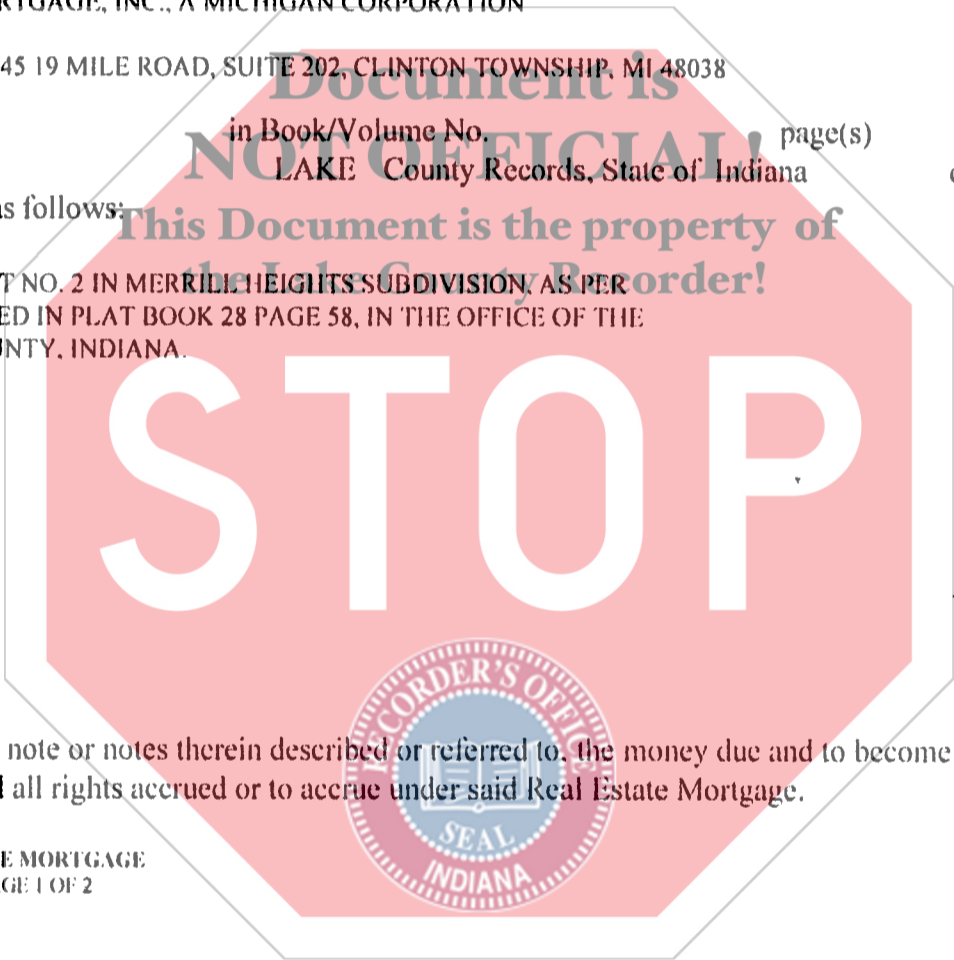 RTGAGE, INC., A MICHIGAN CORPORATION
45 19 MILE ROAD, SUITE 202, CLINTON TOWNSHIP, MI 48038
Document is
in Book/Volume No. page(s)
NOT OFFICIAL!
LAKE County Records, State of Indiana
as follows:
This Document is the property of
the Lake County Recorder!
T NO. 2 IN MERRILL HEIGHTS SUBDIVISION, AS PER
ED IN PLAT BOOK 28 PAGE 58, IN THE OFFICE OF THE
UNTY, INDIANA.
STOP
RECORDER'S OFFICE
note or notes therein described or referred to, the money due and to become
all rights accrued or to accrue under said Real Estate Mortgage.
SEAL
INDIANA
E MORTGAGE
GE 1 OF 2